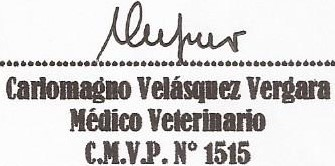 Carlomagno Velásquez Vergara
Médico Veterinario
C.M.V.P. N° 1515